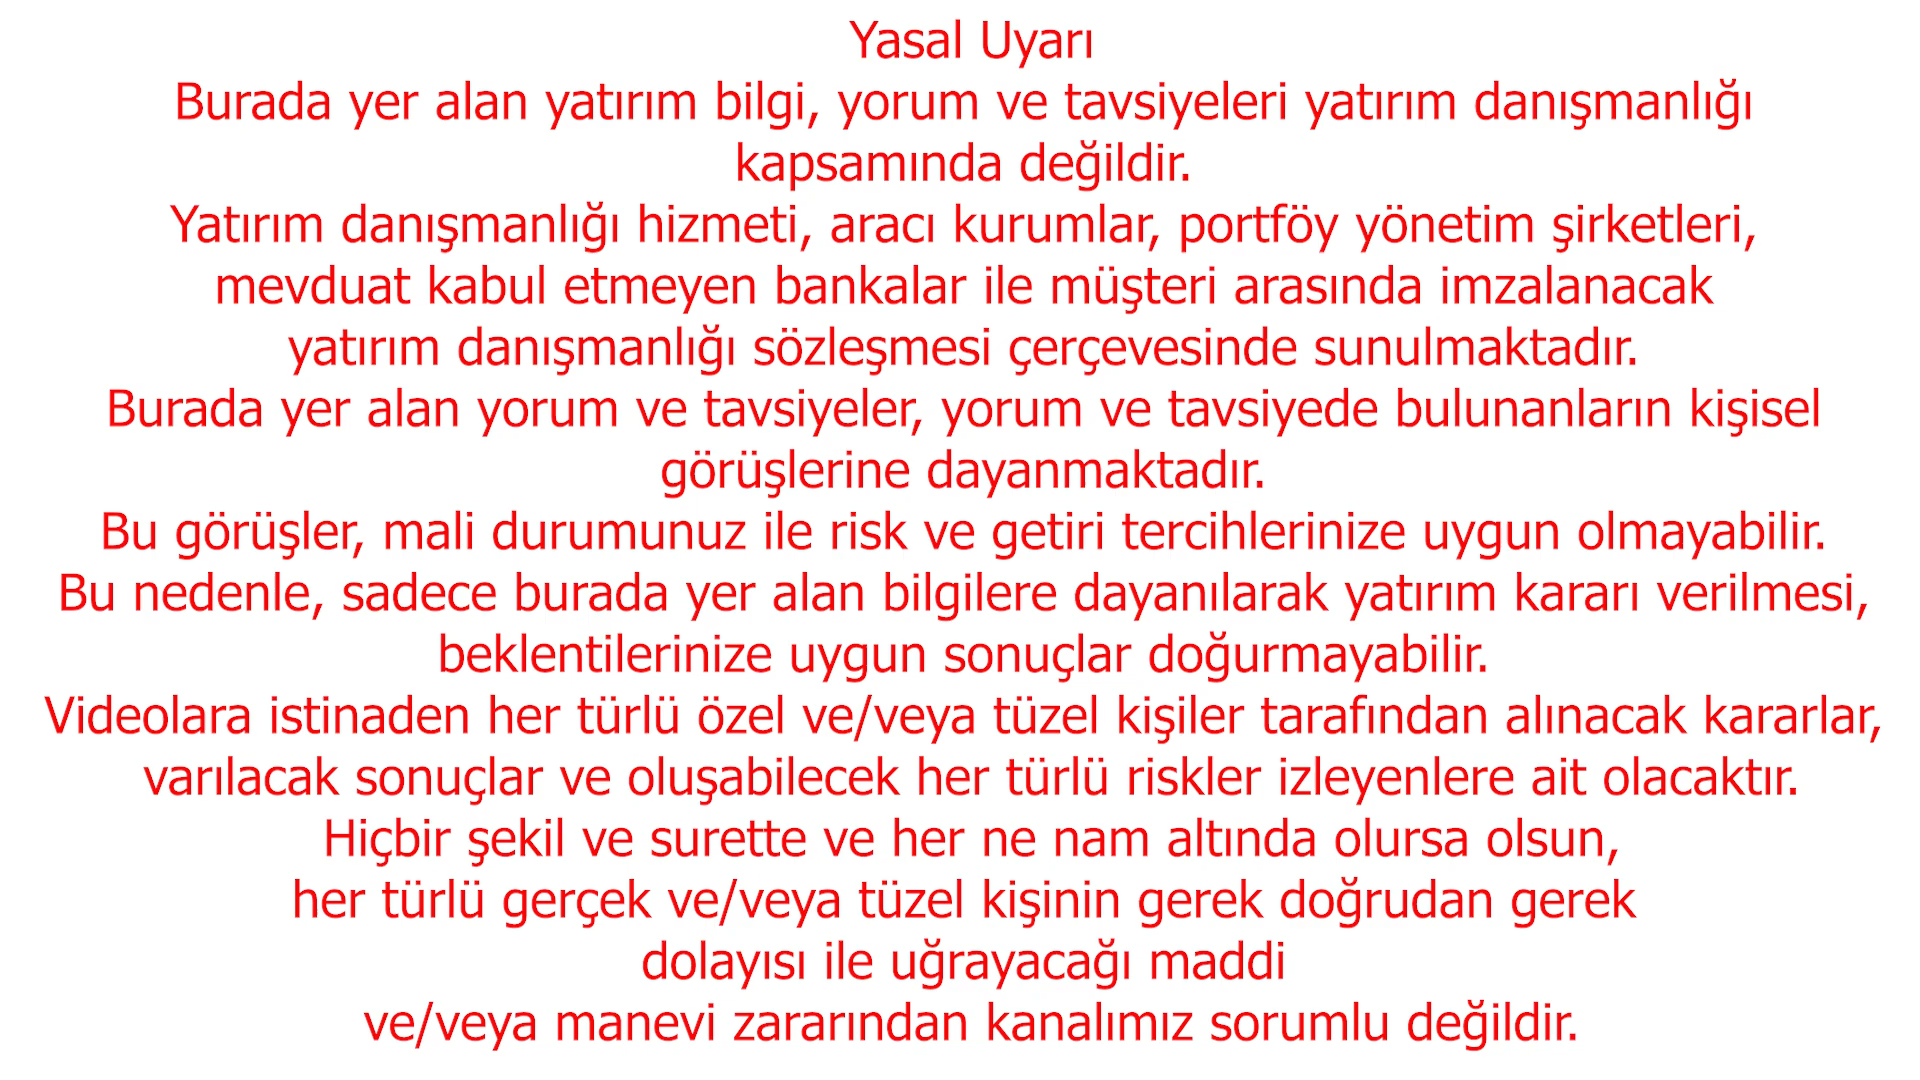 Yasal Uyarı
Burada yer alan yatırım bilgi, yorum ve tavsiyeleri yatırım danışmanlığı
kapsamında değildir.
Yatırım danışmanlığı hizmeti, aracı kurumlar, portföy yönetim şirketleri,
mevduat kabul etmeyen bankalar ile müşteri arasında imzalanacak
yatırım danışmanlığı sözleşmesi çerçevesinde sunulmaktadır.
Burada yer alan yorum ve tavsiyeler, yorum ve tavsiyede bulunanların kişisel
görüşlerine dayanmaktadır.
Bu görüşler, mali durumunuz ile risk ve getiri tercihlerinize uygun olmayabilir.
Bu nedenle, sadece burada yer alan bilgilere dayanılarak yatırım kararı verilmesi,
beklentilerinize uygun sonuçlar doğurmayabilir.
Videolara istinaden her türlü özel ve/veya tüzel kişiler tarafından alınacak kararlar,
varılacak sonuçlar ve oluşabilecek her türlü riskler izleyenlere ait olacaktır.
Hiçbir şekil ve surette ve her ne nam altında olursa olsun,
her türlü gerçek ve/veya tüzel kişinin gerek doğrudan gerek
dolayısı ile uğrayacağı maddi
ve/veya manevi zararından kanalımız sorumlu değildir.